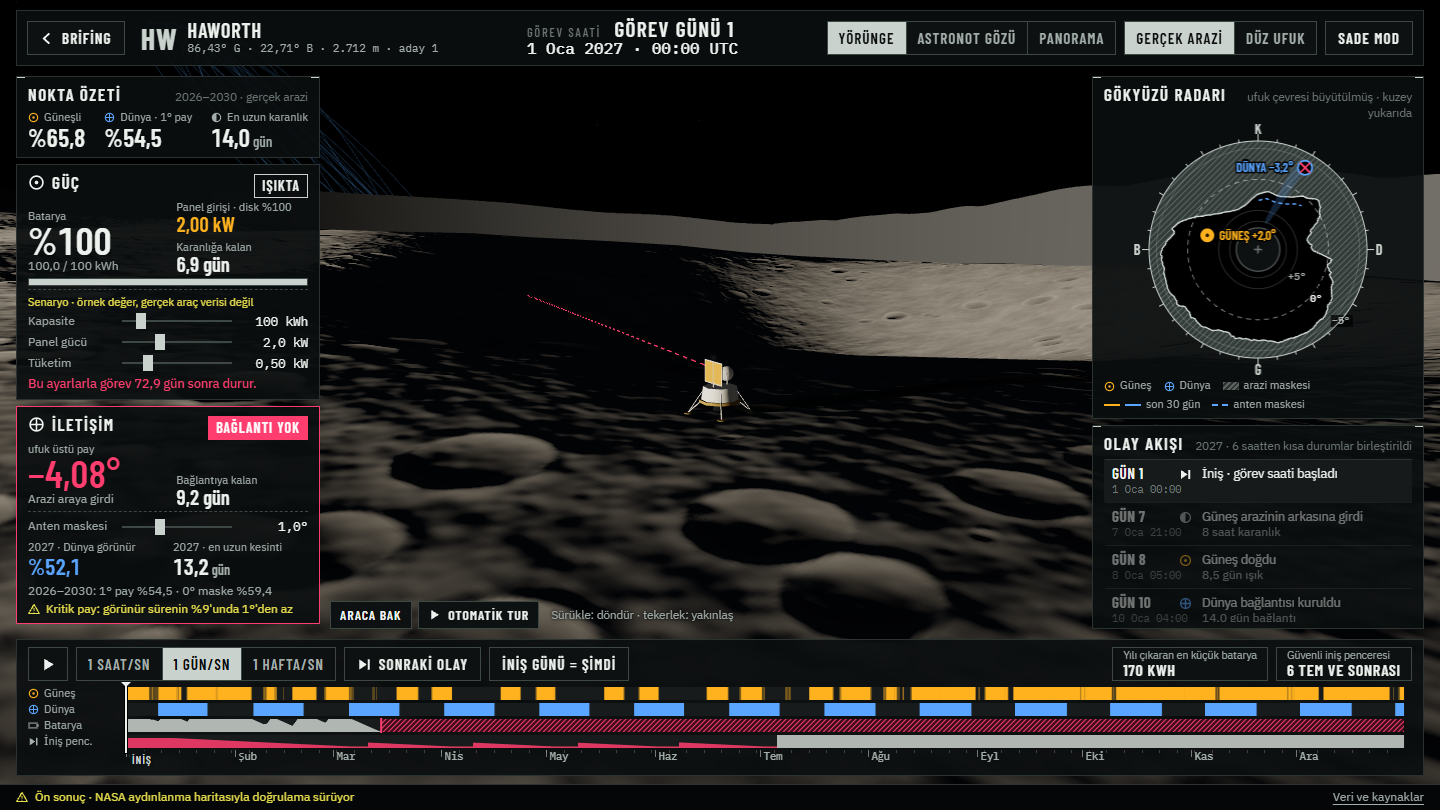 BRİFİNG
HW HAWORTH
86,43° G · 22,71° B · 2.712 m · aday 1
GÖREV SAATİ GÖREV GÜNÜ 1
1 Oca 2027 · 00:00 UTC
YÖRÜNGE ASTRONOT GÖZÜ PANORAMA
GERÇEK ARAZİ DÜZ UFUK
SADE MOD
NOKTA ÖZETİ 2026–2030 · gerçek arazi
Güneşli Dünya · 1° pay En uzun karanlık
%65,8 %54,5 14,0 gün
GÜÇ IŞIKTA
Batarya
%100
100,0 / 100 kWh
Panel girişi · disk %100
2,00 kW
Karanlığa kalan
6,9 gün
Senaryo · örnek değer, gerçek araç verisi değil
Kapasite 100 kWh
Panel gücü 2,0 kW
Tüketim 0,50 kW
Bu ayarlarla görev 72,9 gün sonra durur.
İLETİŞİM BAĞLANTI YOK
ufuk üstü pay
−4,08°
Arazi araya girdi
Bağlantıya kalan
9,2 gün
Anten maskesi 1,0°
2027 · Dünya görünür 2027 · en uzun kesinti
%52,1 13,2 gün
2026–2030: 1° pay %54,5 · 0° maske %59,4
Kritik pay: görünür sürenin %9'unda 1°'den az
ARACA BAK OTOMATİK TUR Sürükle: döndür · tekerlek: yakınlaş
GÖKYÜZÜ RADARI ufuk çevresi büyütülmüş · kuzey
yukarıda
K
DÜNYA −3,2°
GÜNEŞ +2,0°
B D
+5°
0°
−5°
G
Güneş Dünya arazi maskesi
son 30 gün anten maskesi
OLAY AKIŞI 2027 · 6 saatten kısa durumlar birleştirildi
GÜN 1 İniş · görev saati başladı
1 Oca 00:00
GÜN 7 Güneş arazinin arkasına girdi
7 Oca 21:00 8 saat karanlık
GÜN 8 Güneş doğdu
8 Oca 05:00 8,5 gün ışık
GÜN 10 Dünya bağlantısı kuruldu
10 Oca 04:00 14,0 gün bağlantı
1 SAAT/SN 1 GÜN/SN 1 HAFTA/SN
SONRAKİ OLAY
İNİŞ GÜNÜ = ŞİMDİ
Yılı çıkaran en küçük batarya
170 KWH
Güvenli iniş penceresi
6 TEM VE SONRASI
Güneş
Dünya
Batarya
İniş penc.
İNİŞ Şub Mar Nis May Haz Tem Ağu Eyl Eki Kas Ara
Ön sonuç · NASA aydınlanma haritasıyla doğrulama sürüyor
Veri ve kaynaklar